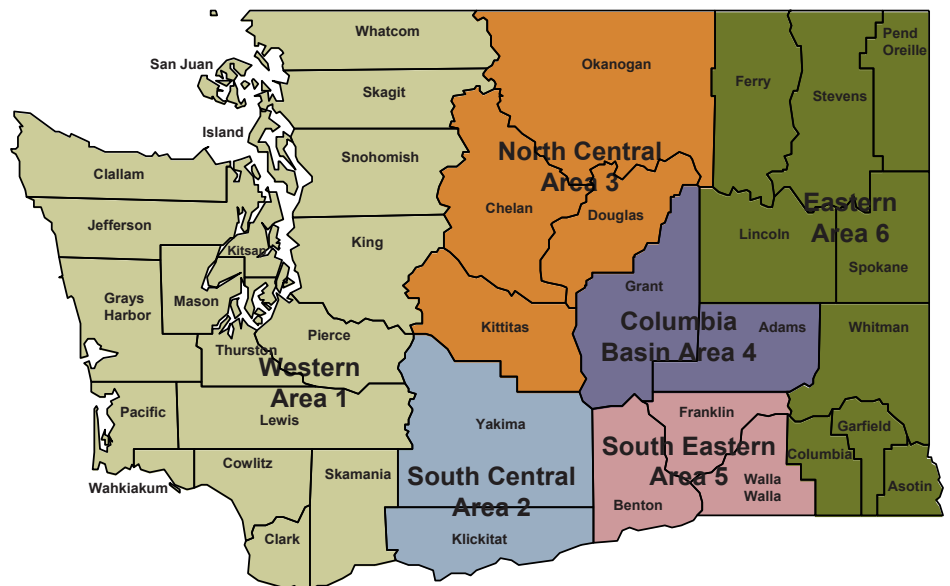 Whatcom
San Juan
Skagit
Island
Snohomish
Clallam
Jefferson
King
Kitsap
Grays
Harbor
Mason
Pierce
Thurston
Western
Area 1
Pacific
Lewis
Wahkiakum
Cowlitz
Skamania
Clark
Okanogan
North Central
Area 3
Chelan
Douglas
Kittitas
Yakima
South Central
Area 2
Klickitat
Grant
Columbia
Basin Area 4
Adams
Franklin
South Eastern
Area 5
Benton
Walla
Walla
Ferry
Stevens
Pend
Oreille
Eastern
Area 6
Lincoln
Spokane
Whitman
Garfield
Columbia
Asotin